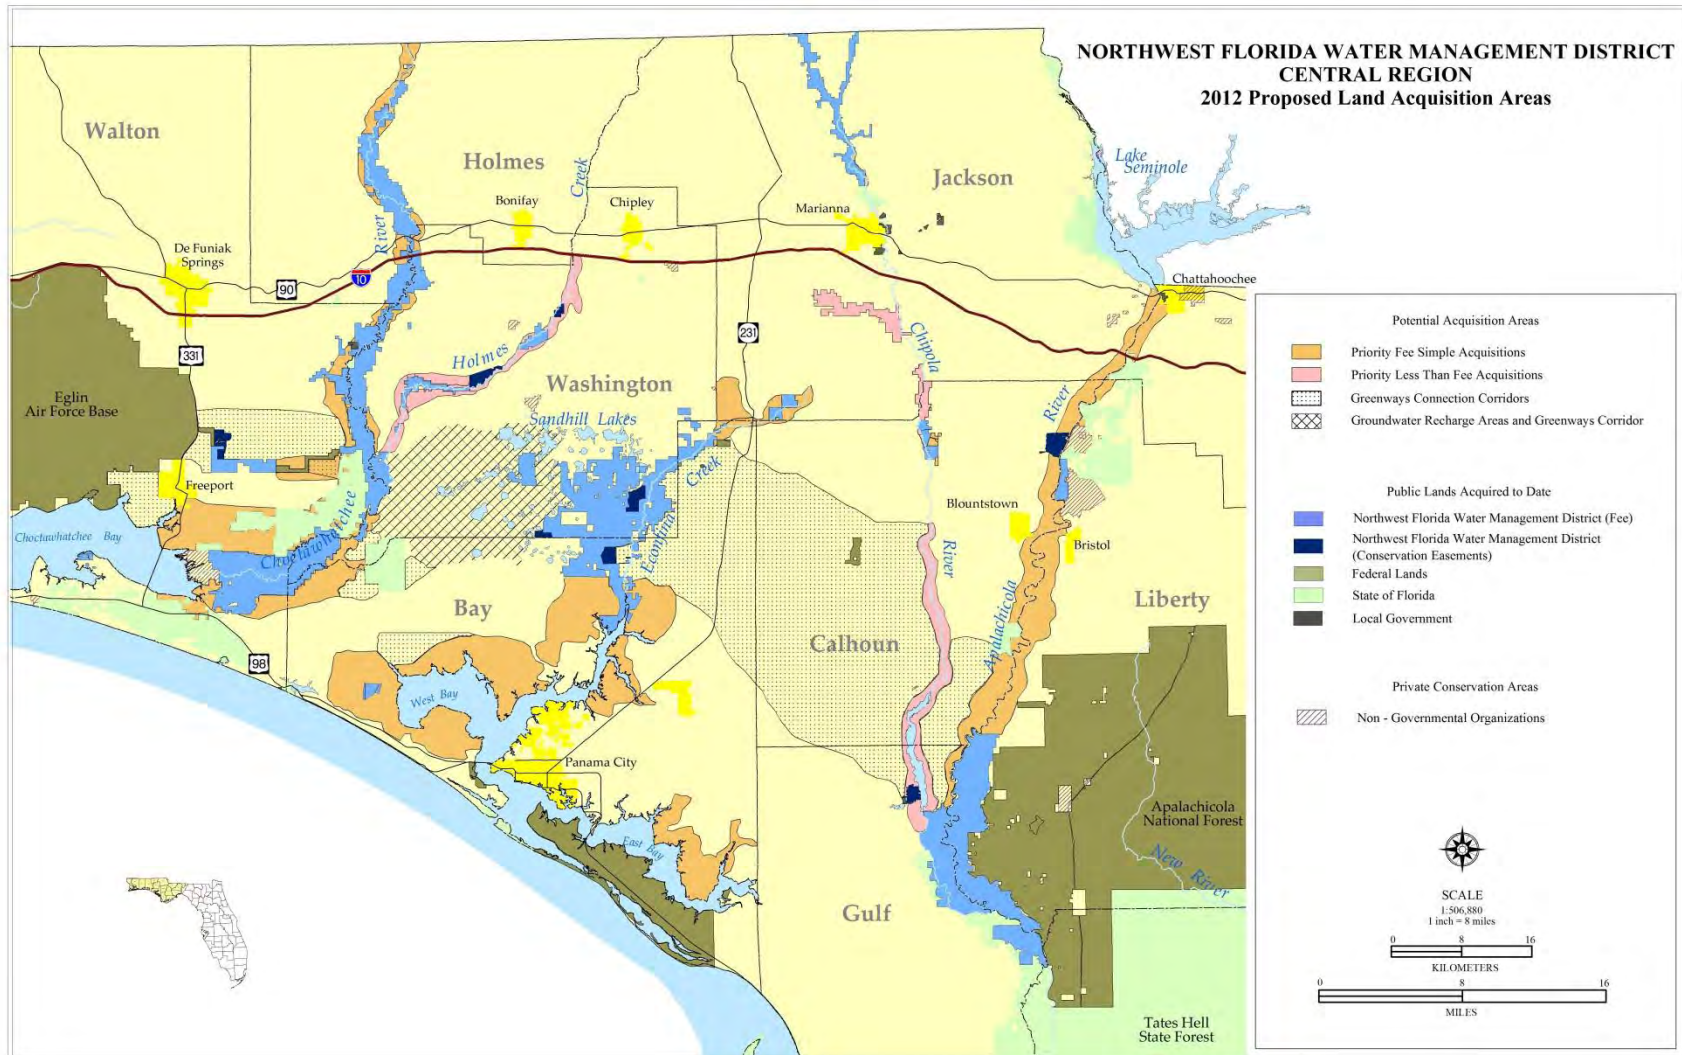 NORTHWEST FLORIDA WATER MANAGEMENT DISTRICT
CENTRAL REGION
2012 Proposed Land Acquisition Areas
Walton
Holmes
Creek
Jackson
Lake
Seminole
Bonifay
Chipley
Marianna
River
De Funiak
Springs
90
10
Chattahoochee
331
231
Holmes
Chipola
Washington
Eglin
Air Force Base
Sandhill Lakes
River
Creek
Freeport
Econfina
Blountstown
Bristol
Choctawhatchee Bay
Choctawhatchee
River
Bay
Liberty
Calhoun
Apalachicola
98
West Bay
Panama City
East Bay
Apalachicola
National Forest
New River
Gulf
Tates Hell
State Forest
Potential Acquisition Areas
Priority Fee Simple Acquisitions
Priority Less Than Fee Acquisitions
Greenways Connection Corridors
Groundwater Recharge Areas and Greenways Corridor
Public Lands Acquired to Date
Northwest Florida Water Management District (Fee)
Northwest Florida Water Management District
(Conservation Easements)
Federal Lands
State of Florida
Local Government
Private Conservation Areas
Non - Governmental Organizations
SCALE
1:506,880
1 inch = 8 miles
0 8 16
KILOMETERS
0 8 16
MILES